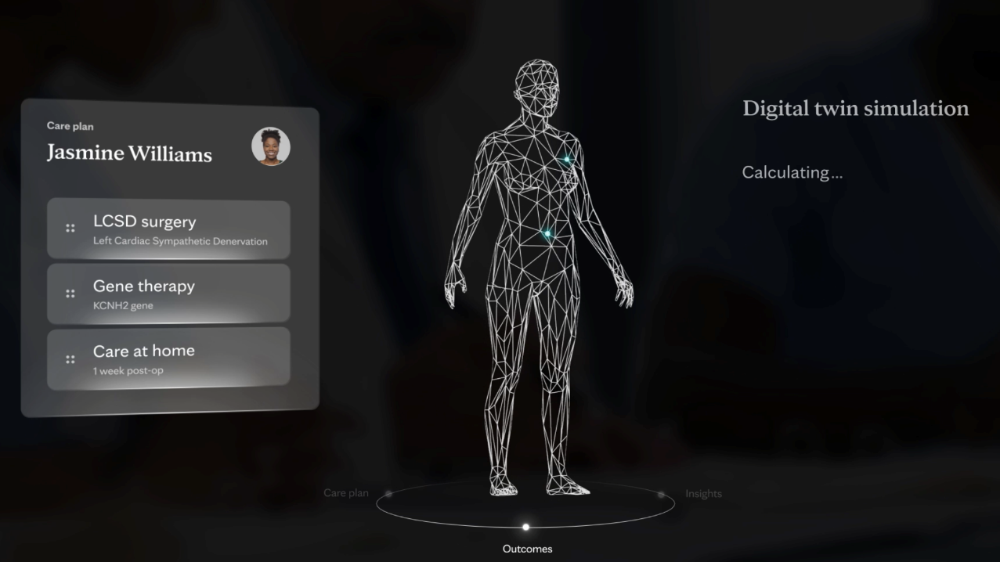 Care plan
Jasmine Williams
LCSD surgery
Left Cardiac Sympathetic Denervation
Gene therapy
KCNH2 gene
Care at home
1 week post-op
Digital twin simulation
Calculating...
Care plan
Insights
Outcomes